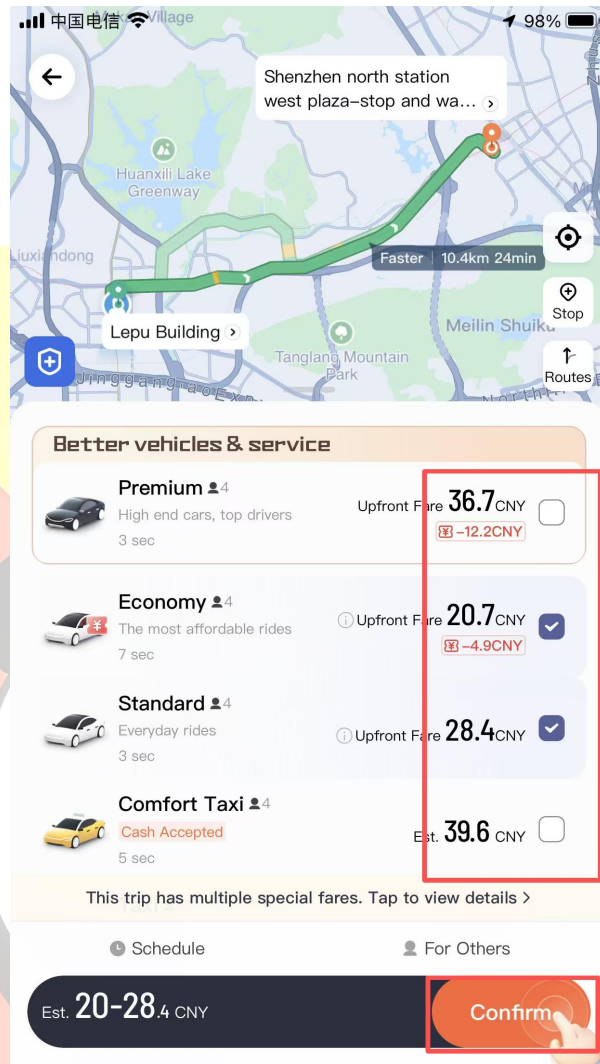 中国电信
98%
Village
Shenzhen north station
west plaza-stop and wa...
Huanxili Lake
Greenway
Faster 10.4km 24min
Stop
Lepu Building
Meilin Shuiku
Tanglang Mountain
Park
Routes
Better vehicles & service
Premium 4
High end cars, top drivers
3 sec
Upfront Fare 36.7CNY
-12.2CNY
Economy 4
The most affordable rides
7 sec
Upfront Fare 20.7CNY
-4.9CNY
Standard 4
Everyday rides
3 sec
Upfront Fare 28.4CNY
Comfort Taxi 4
Cash Accepted
5 sec
Est. 39.6 CNY
This trip has multiple special fares. Tap to view details >
Schedule
For Others
Est. 20-28.4 CNY
Confirm